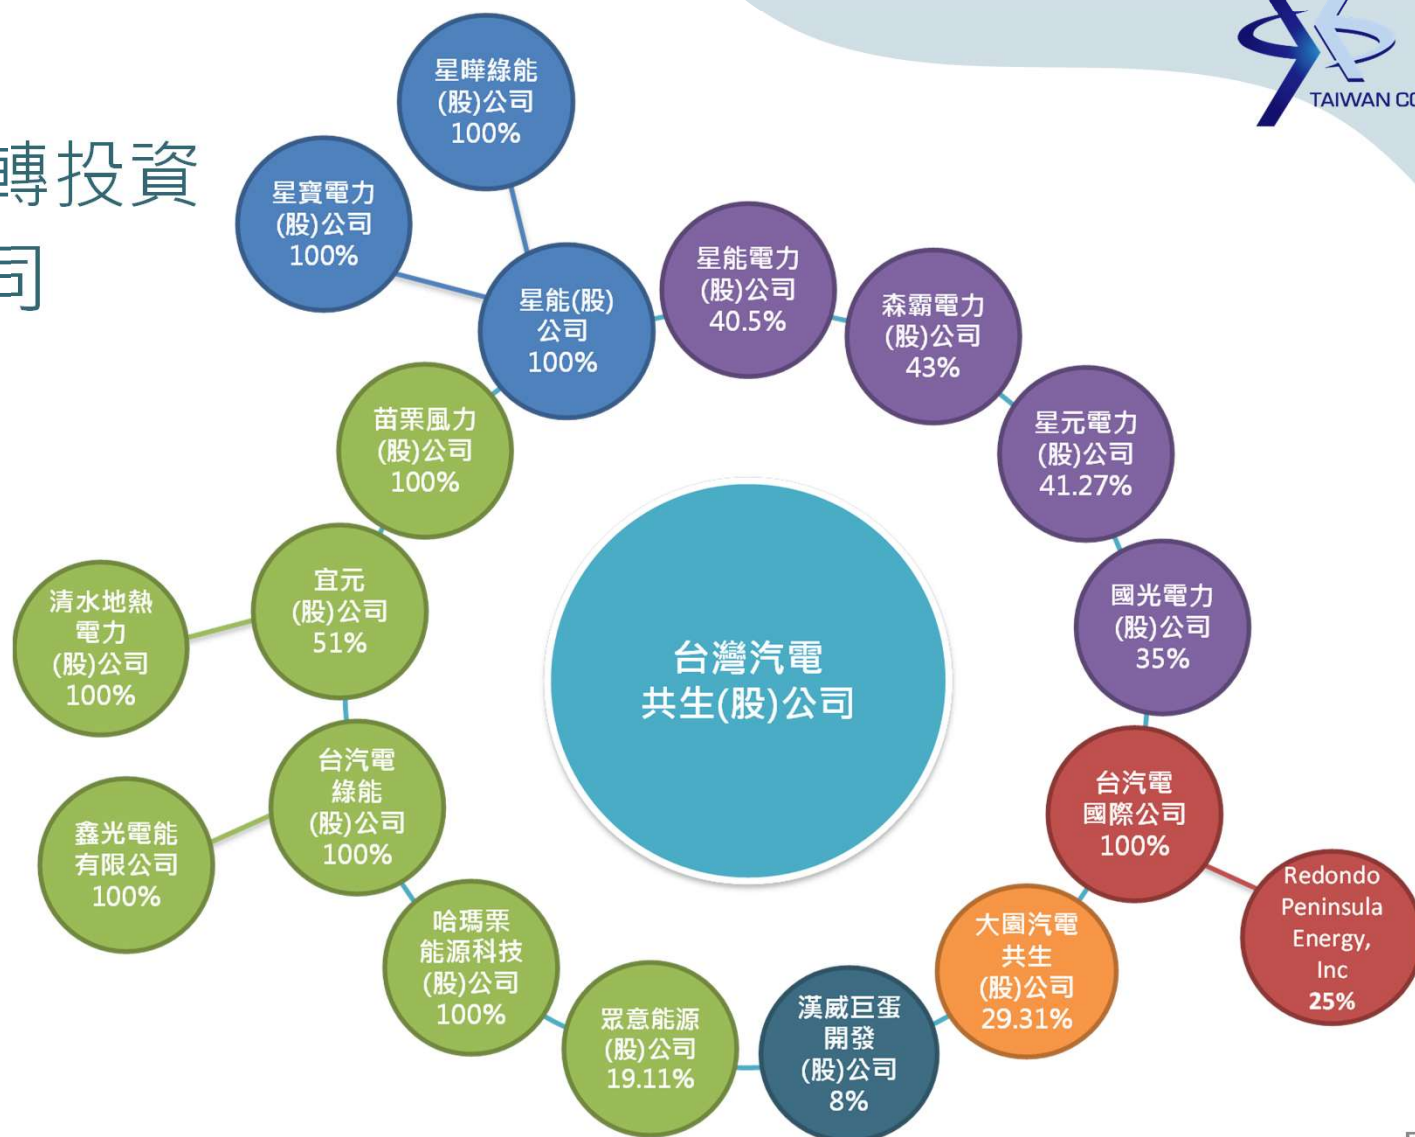 轉投資
司
TAIWAN CO
星曄綠能
(股)公司
100%
星寶電力
(股)公司
100%
星能(股)
公司
100%
星能電力
(股)公司
40.5%
森霸電力
(股)公司
43%
星元電力
(股)公司
41.27%
國光電力
(股)公司
35%
台汽電
國際公司
100%
Redondo
Peninsula
Energy,
Inc
25%
大園汽電
共生
(股)公司
29.31%
漢威巨蛋
開發
(股)公司
8%
眾意能源
(股)公司
19.11%
哈瑪栗
能源科技
(股)公司
100%
台汽電
綠能
(股)公司
100%
鑫光電能
有限公司
100%
宜元
(股)公司
51%
清水地熱
電力
(股)公司
100%
苗栗風力
(股)公司
100%
台灣汽電
共生(股)公司